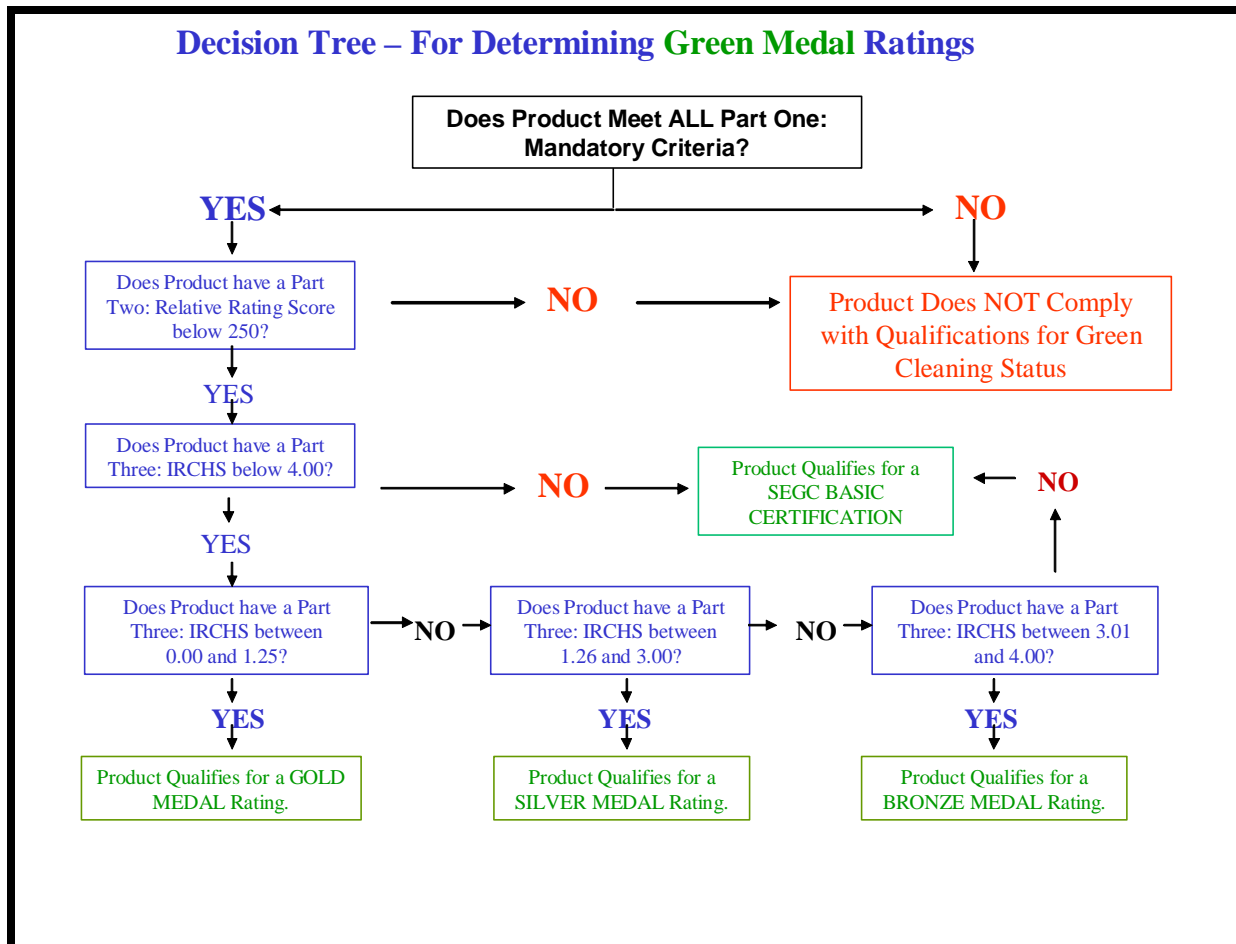 Decision Tree – For Determining Green Medal Ratings
Does Product Meet ALL Part One:
Mandatory Criteria?
YES
NO
Does Product have a Part
Two: Relative Rating Score
below 250?
NO
Product Does NOT Comply
with Qualifications for Green
Cleaning Status
YES
Does Product have a Part
Three: IRCHS below 4.00?
NO
Product Qualifies for a
SEGC BASIC
CERTIFICATION
NO
YES
Does Product have a Part
Three: IRCHS between
0.00 and 1.25?
NO
Does Product have a Part
Three: IRCHS between
1.26 and 3.00?
NO
Does Product have a Part
Three: IRCHS between 3.01
and 4.00?
YES
YES
YES
Product Qualifies for a GOLD
MEDAL Rating.
Product Qualifies for a
SILVER MEDAL Rating.
Product Qualifies for a
BRONZE MEDAL Rating.